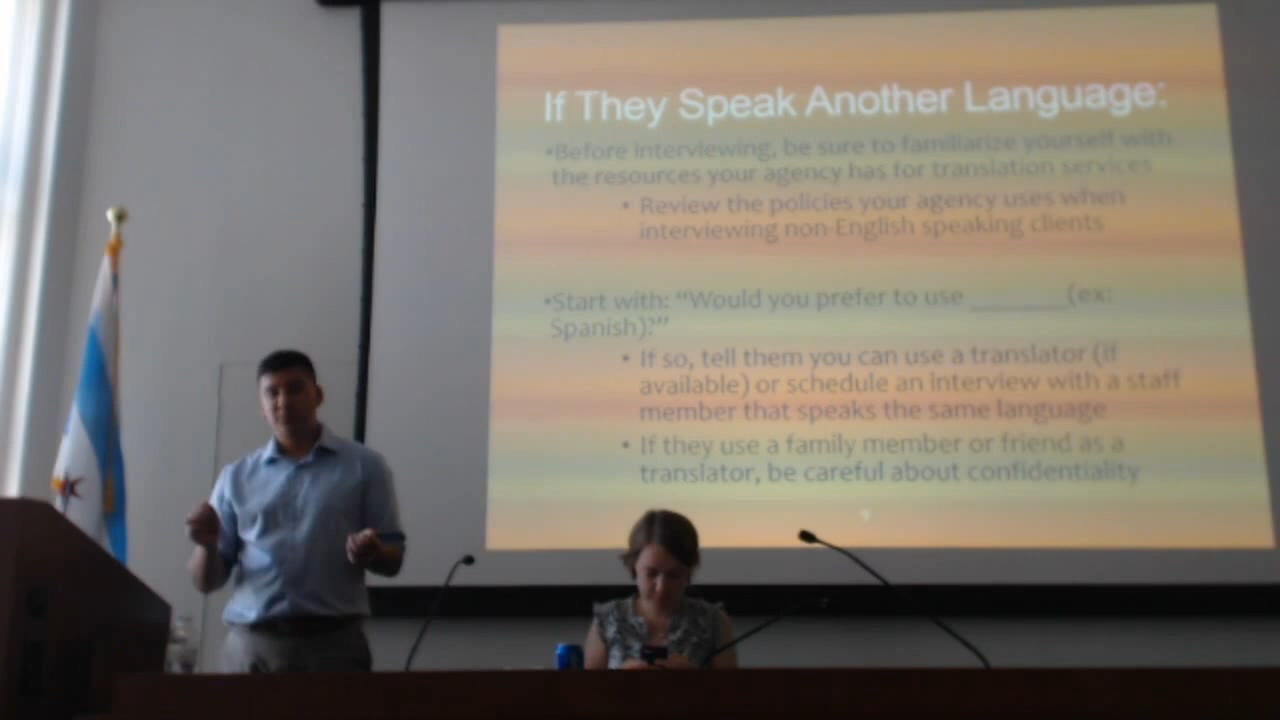 If They Speak Another Language:
•Before interviewing, be sure to familiarize yourself with
the resources your agency has for translation services
• Review the policies your agency uses when
interviewing non-English speaking clients
•Start with: “Would you prefer to use _______(ex:
Spanish)?”
• If so, tell them you can use a translator (if
available) or schedule an interview with a staff
member that speaks the same language
• If they use a family member or friend as a
translator, be careful about confidentiality